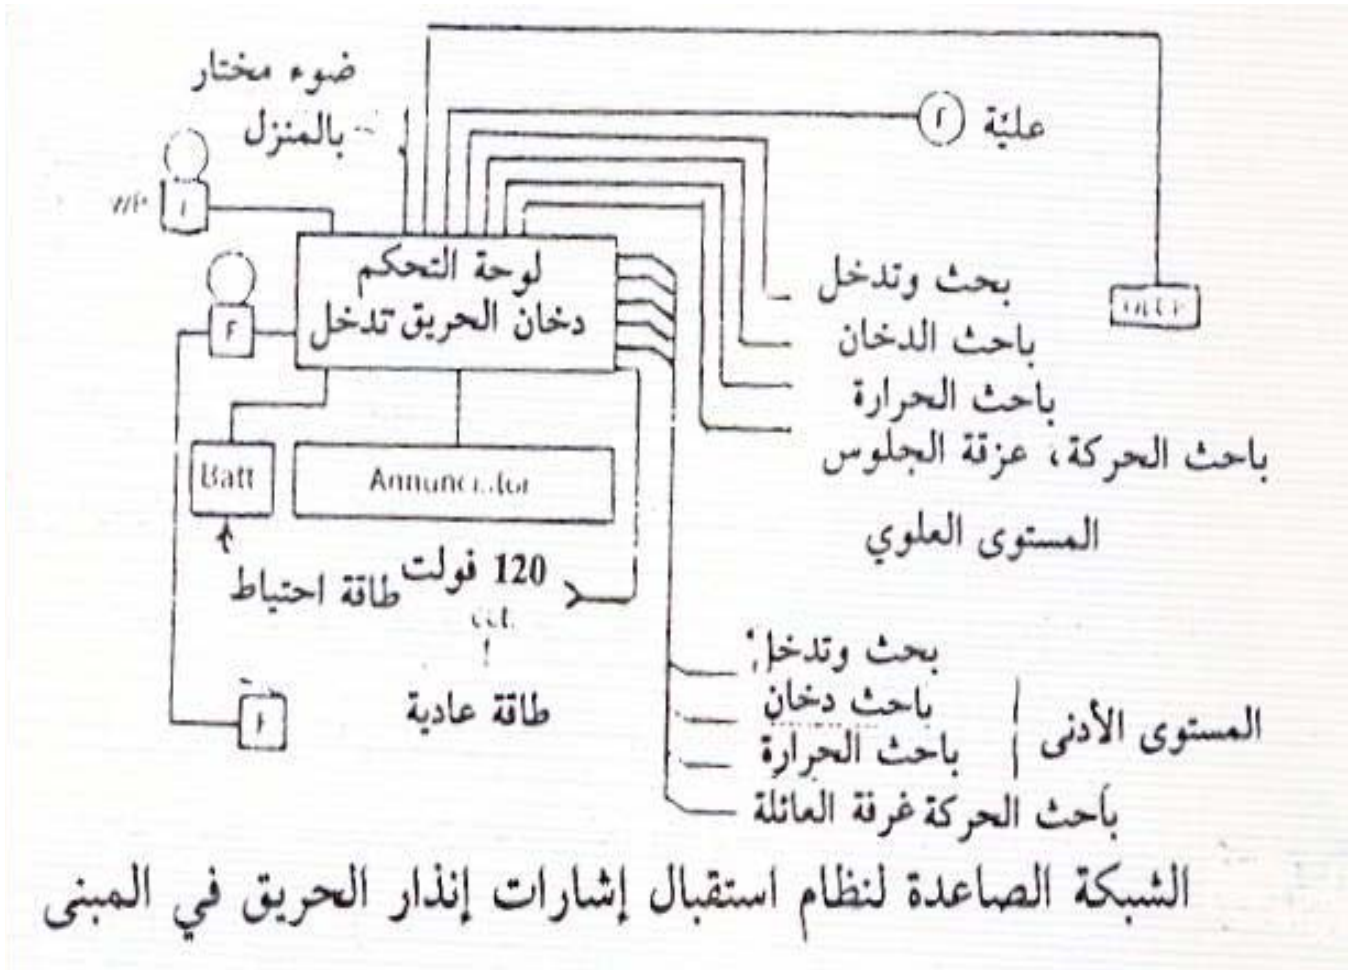 ضوء مختار
بالمنزل
علية
لوحة التحكم
دخان الحريق تدخل
بحث وتدخل
باحث الدخان
باحث الحرارة
باحث الحركة، عزقة الجلوس
المستوى العلوي
Batt
120 فولت
طاقة احتياط
طاقة عادية
بحث وتدخل
باحث دخان
باحث الحرارة
باحث الحركة غرفة العائلة
المستوى الأدنى
الشبكة الصاعدة لنظام استقبال إشارات إنذار الحريق في المبنى